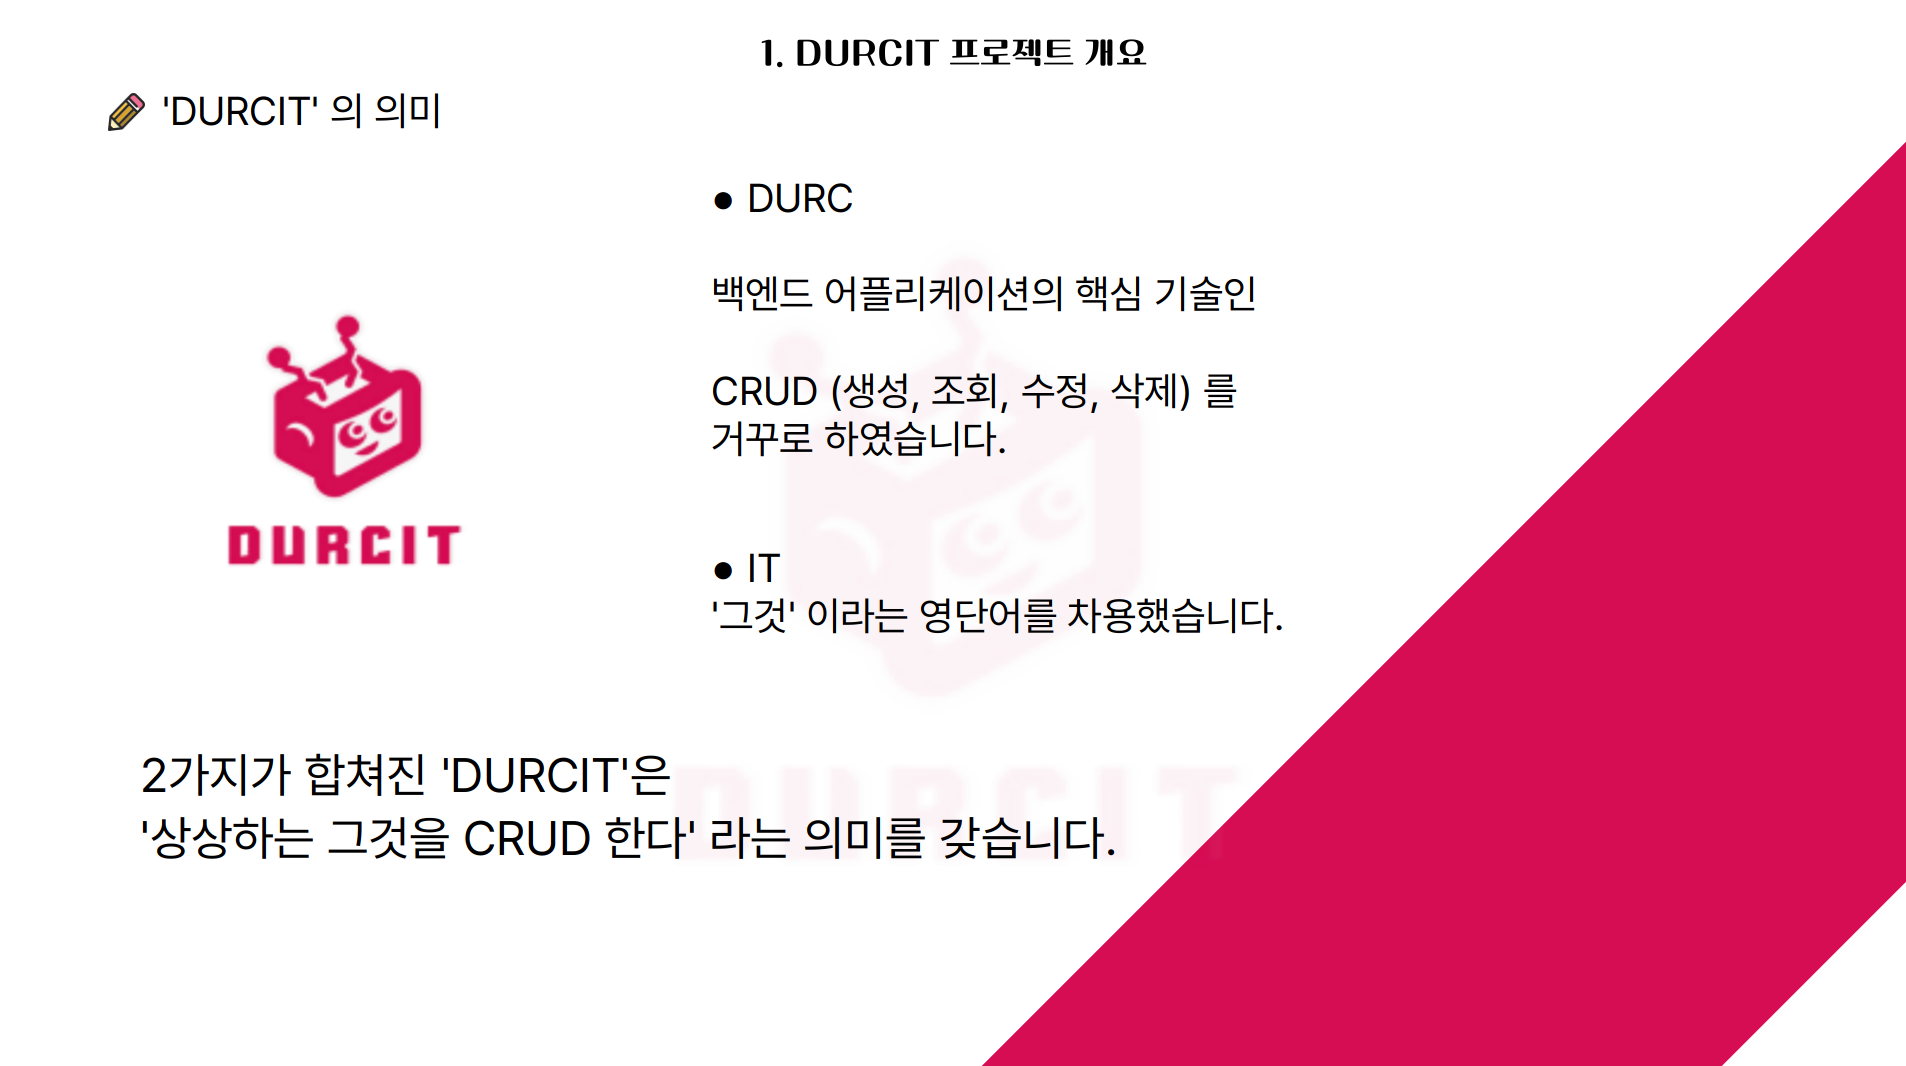 1. DURCIT 프로젝트 개요
'DURCIT' 의 의미
● DURC
백엔드 어플리케이션의 핵심 기술인
CRUD (생성, 조회, 수정, 삭제) 를
거꾸로 하였습니다.
DURCIT
● IT
'그것' 이라는 영단어를 차용했습니다.
2가지가 합쳐진 'DURCIT'은
'상상하는 그것을 CRUD 한다' 라는 의미를 갖습니다.
DURCIT